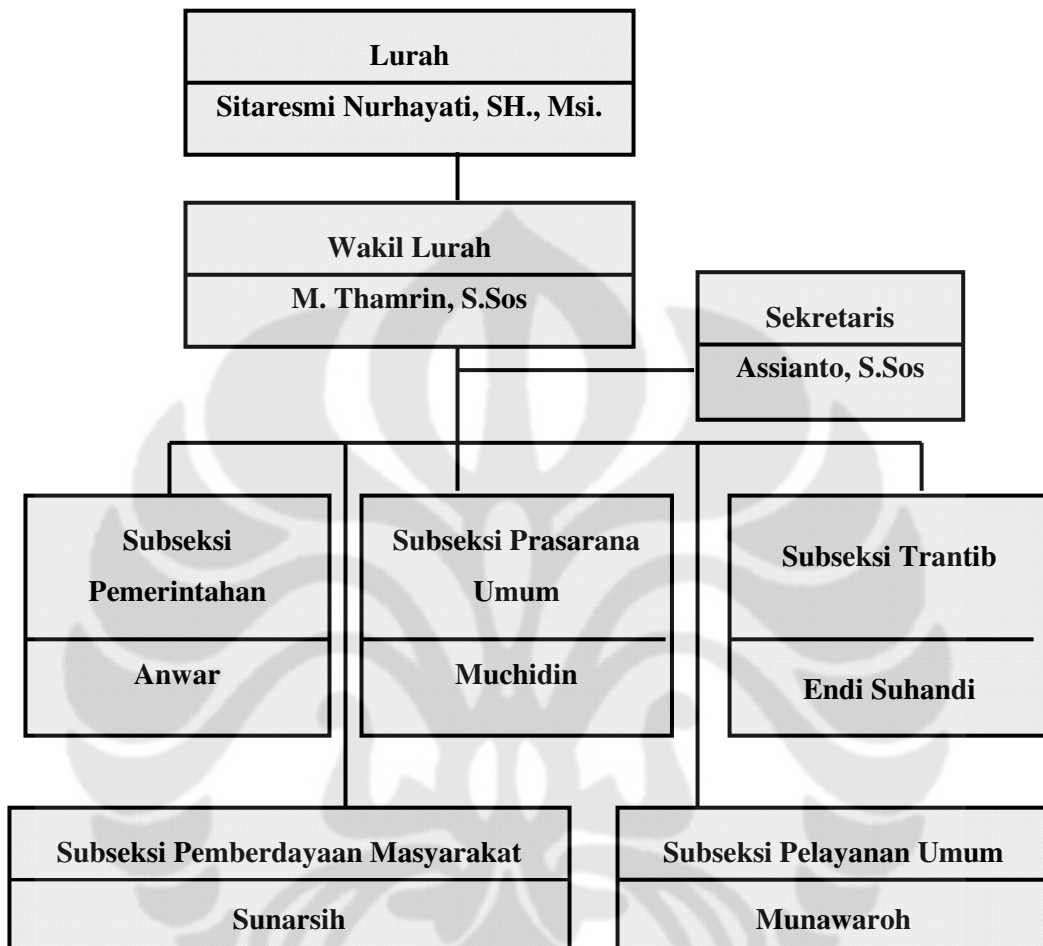 Lurah
Sitaresmi Nurhayati, SH., Msi.
Wakil Lurah
M. Thamrin, S.Sos
Sekretaris
Assianto, S.Sos
Subseksi
Pemerintahan
Anwar
Subseksi Prasarana
Umum
Muchidin
Subseksi Trantib
Endi Suhandi
Subseksi Pemberdayaan Masyarakat
Sunarsih
Subseksi Pelayanan Umum
Munawaroh